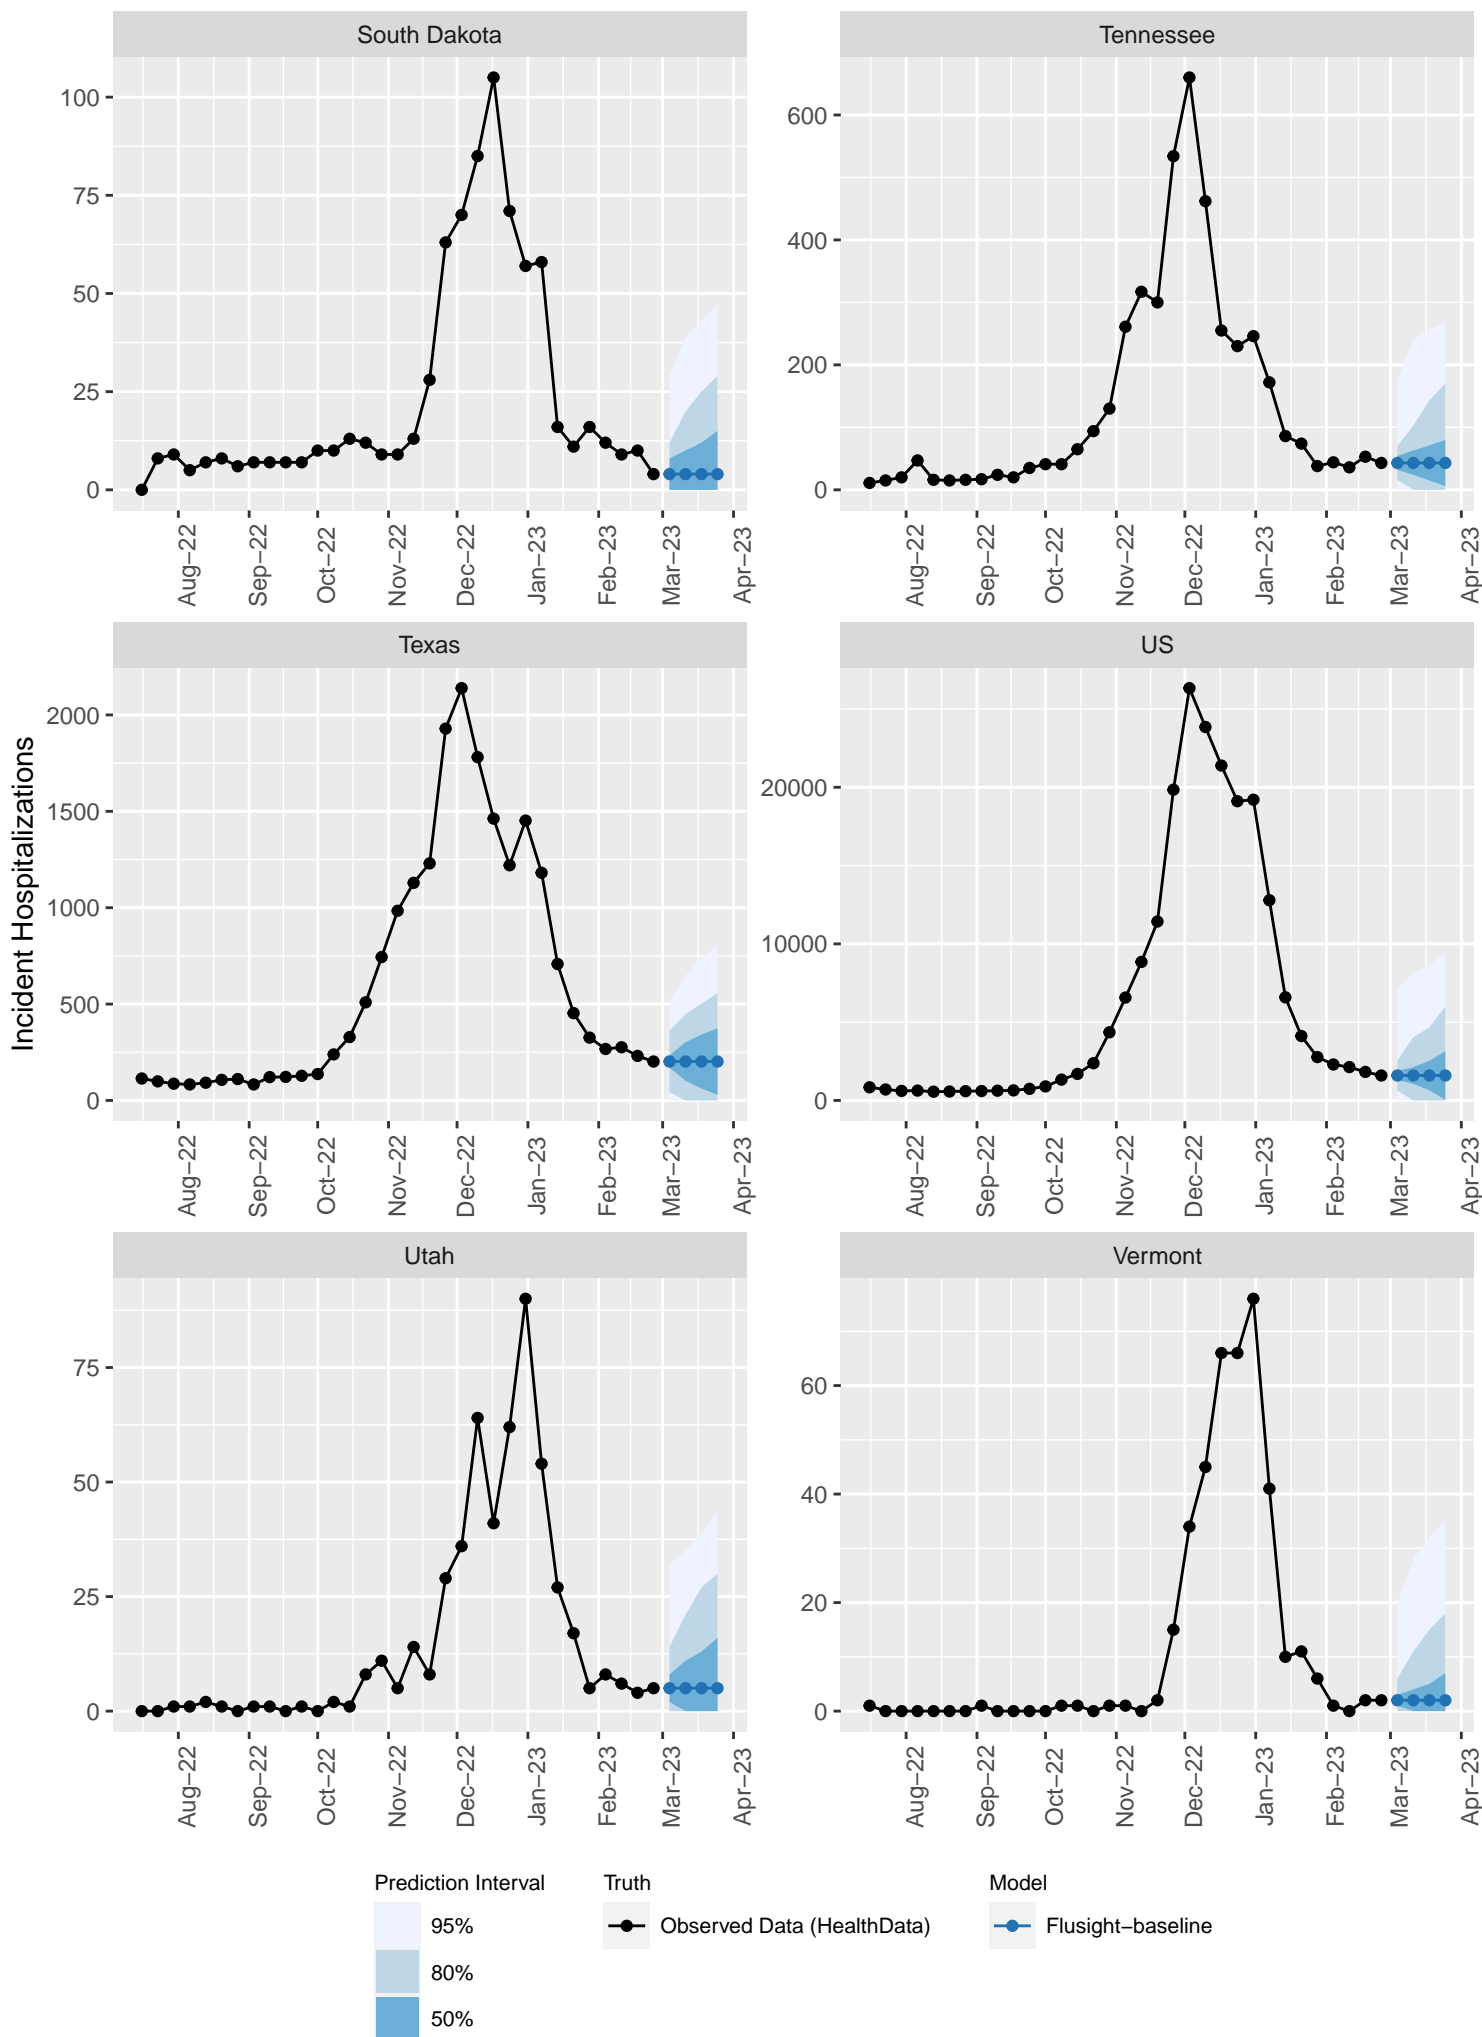 South Dakota
Tennessee
100
75
50
25
0
600
400
200
0
Aug−22
Sep−22
Oct−22
Nov−22
Dec−22
Jan−23
Feb−23
Mar−23
Apr−23
Aug−22
Sep−22
Oct−22
Nov−22
Dec−22
Jan−23
Feb−23
Mar−23
Apr−23
Incident Hospitalizations
Texas
US
2000
1500
1000
500
0
20000
10000
0
Aug−22
Sep−22
Oct−22
Nov−22
Dec−22
Jan−23
Feb−23
Mar−23
Apr−23
Aug−22
Sep−22
Oct−22
Nov−22
Dec−22
Jan−23
Feb−23
Mar−23
Apr−23
Utah
Vermont
75
50
25
0
60
40
20
0
Aug−22
Sep−22
Oct−22
Nov−22
Dec−22
Jan−23
Feb−23
Mar−23
Apr−23
Aug−22
Sep−22
Oct−22
Nov−22
Dec−22
Jan−23
Feb−23
Mar−23
Apr−23
Prediction Interval
95%
80%
50%
Truth
Observed Data (HealthData)
Model
Flusight−baseline